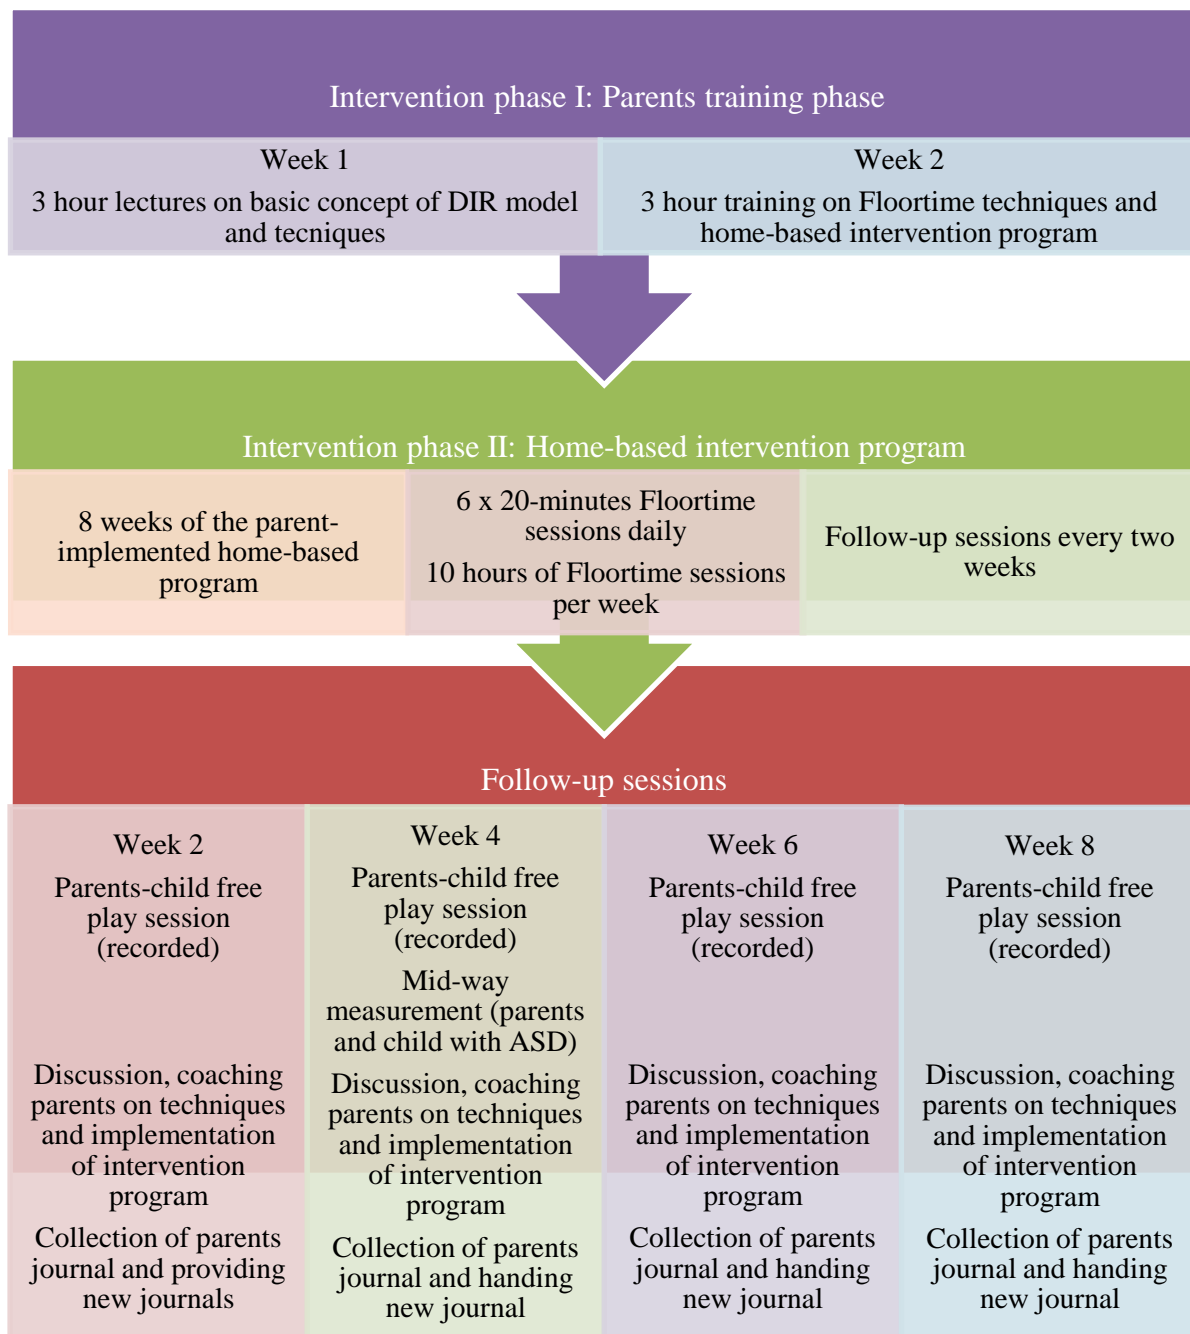 Intervention phase I: Parents training phase
Week 1
3 hour lectures on basic concept of DIR model
and tecniques
Week 2
3 hour training on Floortime techniques and
home-based intervention program
Intervention phase II: Home-based intervention program
8 weeks of the parent-
implemented home-based
program
6 x 20-minutes Floortime
sessions daily
10 hours of Floortime sessions
per week
Follow-up sessions every two
weeks
Follow-up sessions
Week 2
Parents-child free
play session
(recorded)
Discussion, coaching
parents on techniques
and implementation
of intervention
program
Collection of parents
journal and providing
new journals
Week 4
Parents-child free
play session
(recorded)
Mid-way
measurement (parents
and child with ASD)
Discussion, coaching
parents on techniques
and implementation
of intervention
program
Collection of parents
journal and handing
new journal
Week 6
Parents-child free
play session
(recorded)
Discussion, coaching
parents on techniques
and implementation
of intervention
program
Collection of parents
journal and handing
new journal
Week 8
Parents-child free
play session
(recorded)
Discussion, coaching
parents on techniques
and implementation
of intervention
program
Collection of parents
journal and handing
new journal